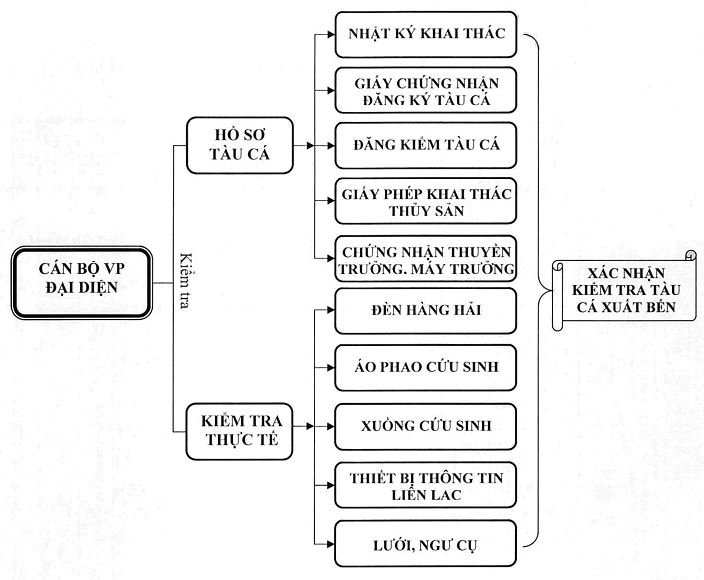 CÁN BỘ VP
ĐẠI DIỆN
Kiểm tra
HỒ SƠ
TÀU CÁ
NHẬT KÝ KHAI THÁC
GIẤY CHỨNG NHẬN
ĐĂNG KÝ TÀU CÁ
ĐĂNG KIỂM TÀU CÁ
GIẤY PHÉP KHAI THÁC
THỦY SẢN
CHỨNG NHẬN THUYỀN
TRƯỞNG. MÁY TRƯỞNG
KIỂM TRA
THỰC TẾ
ĐÈN HÀNG HẢI
ÁO PHAO CỨU SINH
XUỒNG CỨU SINH
THIẾT BỊ THÔNG TIN
LIÊN LAC
LƯỚI, NGƯ CỤ
XÁC NHẬN
KIỂM TRA TÀU
CÁ XUẤT BẾN